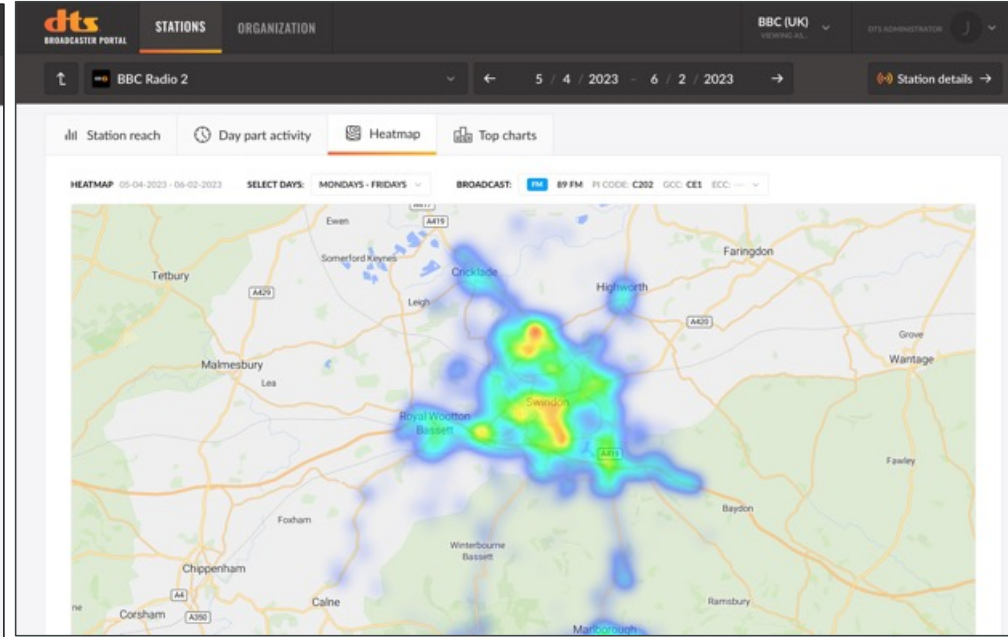 dts
BROADCASTER PORTAL
STATIONS
ORGANIZATION
BBC (UK)
VIEWING AS...
DTS ADMINISTRATOR
J
BBC Radio 2
5 / 4 / 2023 - 6 / 2 / 2023
Station details
Station reach
Day part activity
Heatmap
Top charts
HEATMAP 05-04-2023 - 06-02-2023
SELECT DAYS: MONDAYS - FRIDAYS
BROADCAST: FM 89 FM PI CODE: C202 GCC: CE1 ECC: —
Ewen
A419
Somerford Keynes
Faringdon
Tetbury
Cricklade
Highworth
A429
Leigh
A420
Grove
Wantage
Malmesbury
Lea
Swindon
Royal Wootton
Bassett
A419
Fawley
Baydon
Foxham
Winterbourne
Bassett
Chippenham
A4
Calne
Ramsbury
Corsham
A350
Marlborough